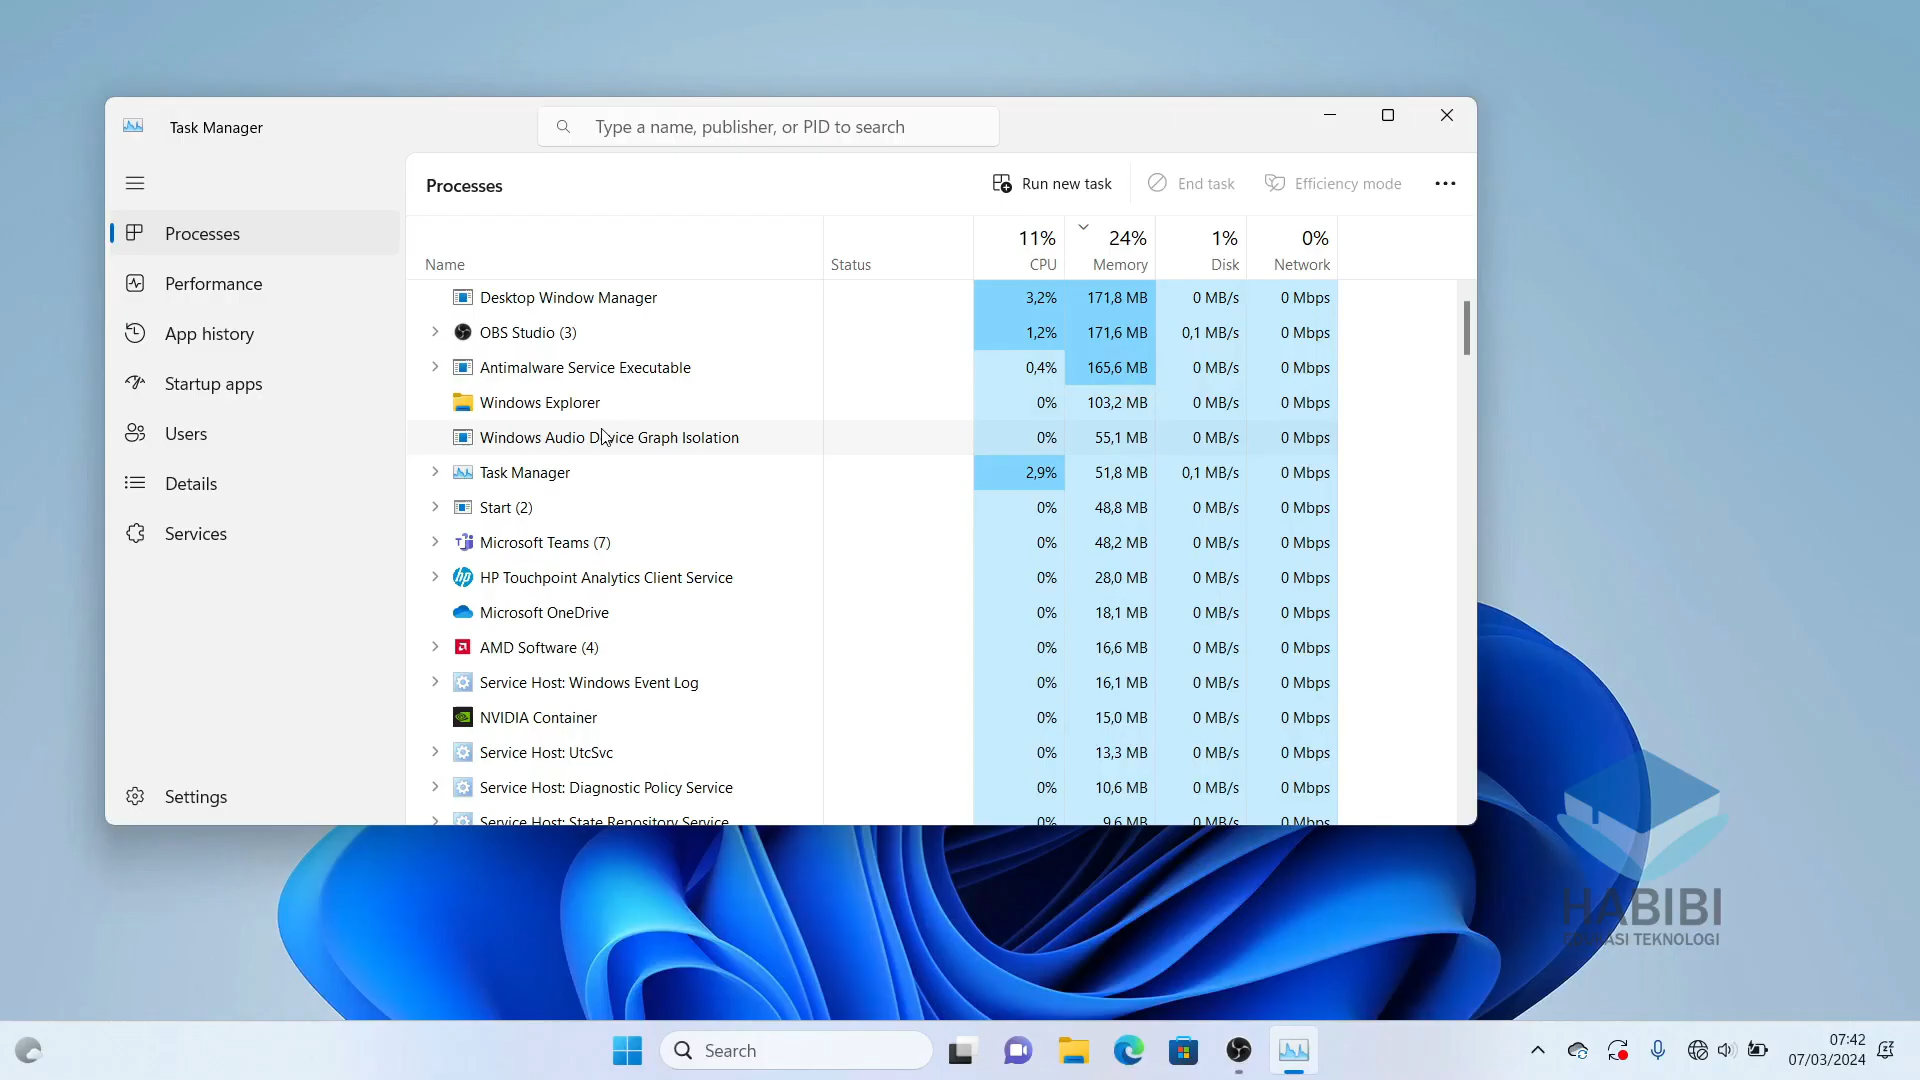 Task Manager
Type a name, publisher, or PID to search
Processes
Run new task
End task
Efficiency mode
Processes
Performance
App history
Startup apps
Users
Details
Services
Settings
11% 24% 1% 0%
Name Status CPU Memory Disk Network
Desktop Window Manager 3,2% 171,8 MB 0 MB/s 0 Mbps
OBS Studio (3) 1,2% 171,6 MB 0,1 MB/s 0 Mbps
Antimalware Service Executable 0,4% 165,6 MB 0 MB/s 0 Mbps
Windows Explorer 0% 103,2 MB 0 MB/s 0 Mbps
Windows Audio Device Graph Isolation 0% 55,1 MB 0 MB/s 0 Mbps
Task Manager 2,9% 51,8 MB 0,1 MB/s 0 Mbps
Start (2) 0% 48,8 MB 0 MB/s 0 Mbps
Microsoft Teams (7) 0% 48,2 MB 0 MB/s 0 Mbps
HP Touchpoint Analytics Client Service 0% 28,0 MB 0 MB/s 0 Mbps
Microsoft OneDrive 0% 18,1 MB 0 MB/s 0 Mbps
AMD Software (4) 0% 16,6 MB 0 MB/s 0 Mbps
Service Host: Windows Event Log 0% 16,1 MB 0 MB/s 0 Mbps
NVIDIA Container 0% 15,0 MB 0 MB/s 0 Mbps
Service Host: UtcSvc 0% 13,3 MB 0 MB/s 0 Mbps
Service Host: Diagnostic Policy Service 0% 10,6 MB 0 MB/s 0 Mbps
Service Host: State Repository Service 0% 9,6 MB 0 MB/s 0 Mbps
HABIBI
TEKNOLOGI
Search
07:42
07/03/2024